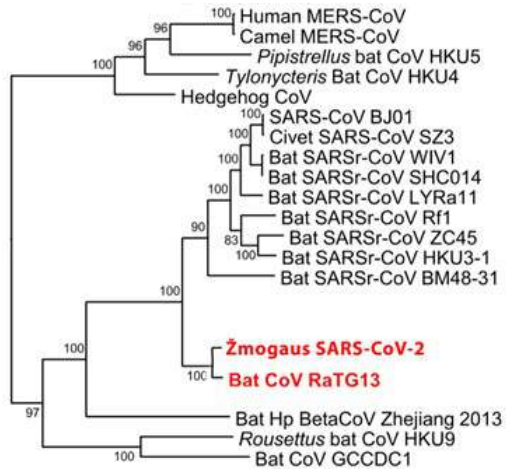 100
Human MERS-CoV
Camel MERS-CoV
96
96
Pipistrellus bat CoV HKU5
100
Tylonycteris Bat CoV HKU4
Hedgehog CoV
100
SARS-CoV BJ01
100
Civet SARS-CoV SZ3
Bat SARSr-CoV WIV1
100
Bat SARSr-CoV SHC014
100
Bat SARSr-CoV LYRa11
Bat SARSr-CoV Rf1
90
83
Bat SARSr-CoV ZC45
100
Bat SARSr-CoV HKU3-1
100
Bat SARSr-CoV BM48-31
100
Žmogaus SARS-CoV-2
100
Bat CoV RaTG13
97
Bat Hp BetaCoV Zhejiang 2013
Rousettus bat CoV HKU9
100
Bat CoV GCCDC1